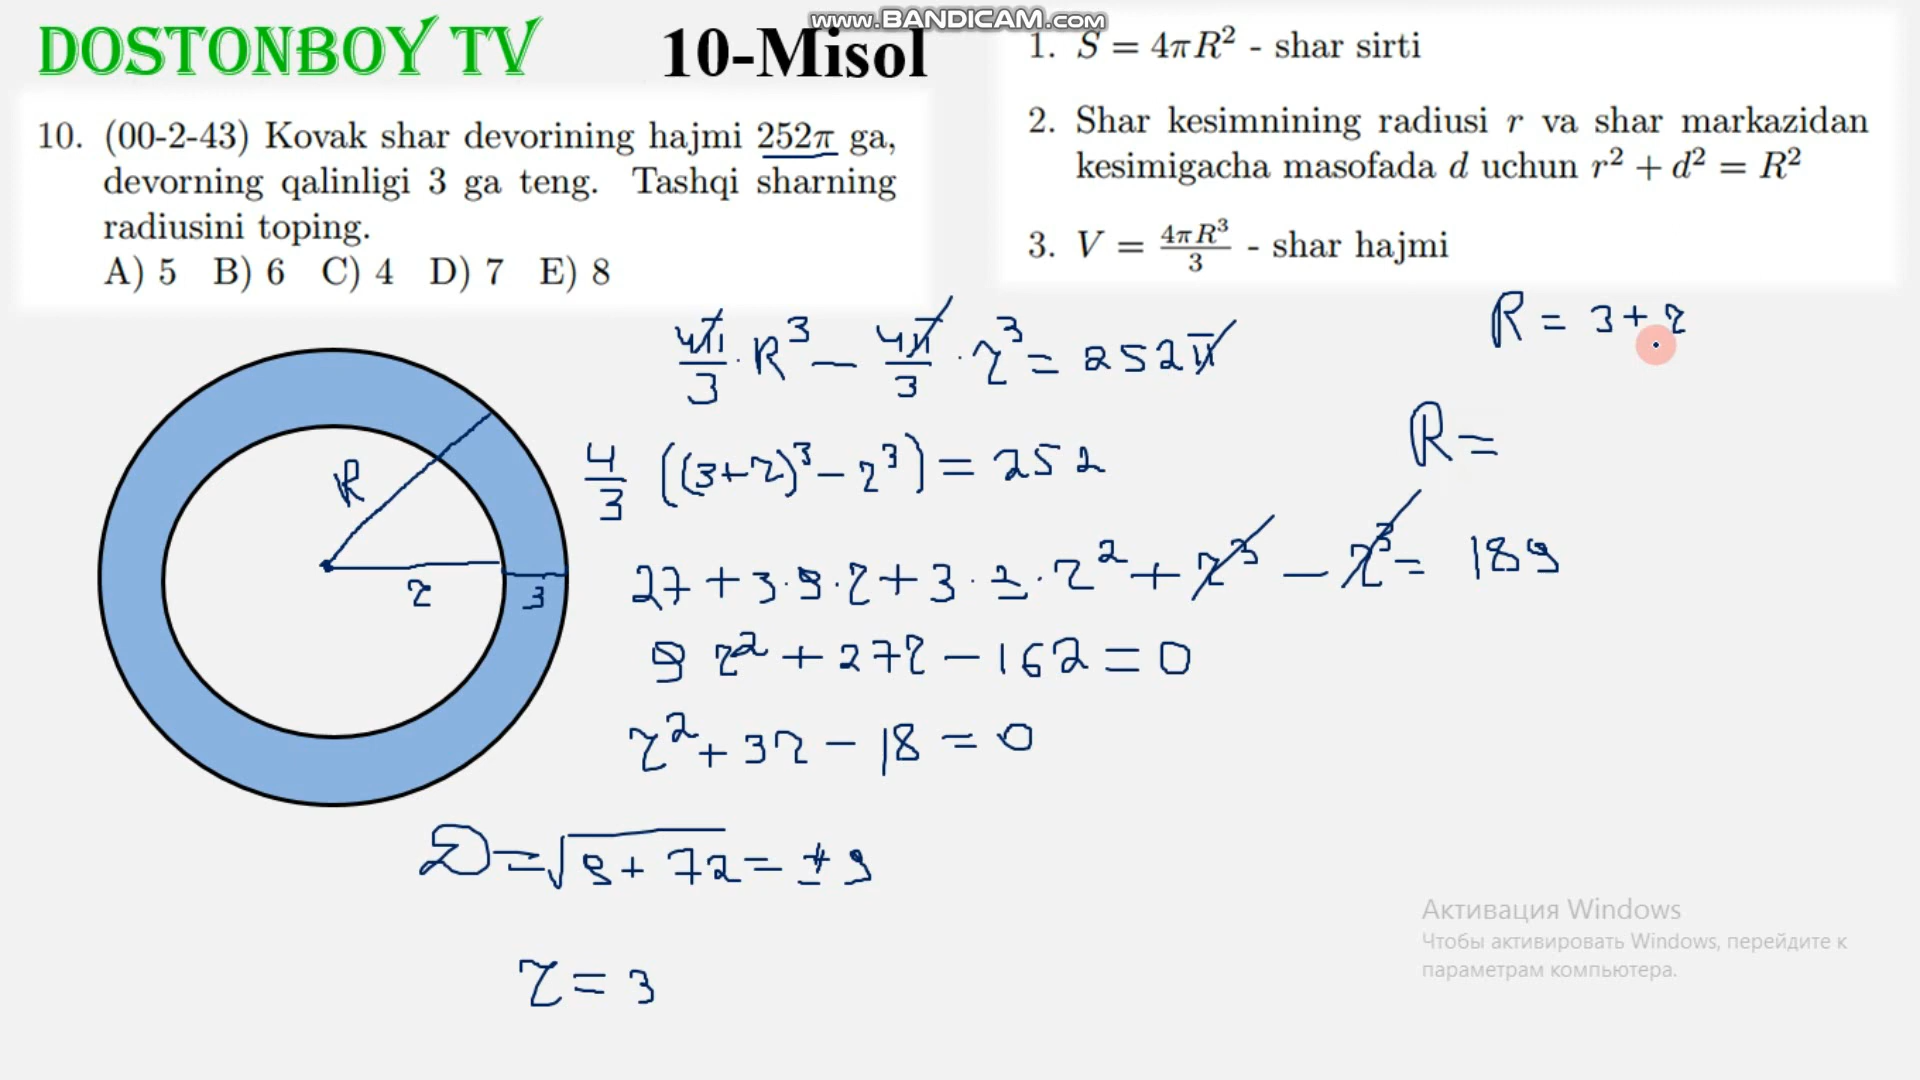 www.BANDICAM.com
DOSTONBOY TV
10-Misol
10. (00-2-43) Kovak shar devorining hajmi 252π ga,
devorning qalinligi 3 ga teng. Tashqi sharning
radiusini toping.
A) 5 B) 6 C) 4 D) 7 E) 8
1. S = 4πR² - shar sirti
2. Shar kesimnining radiusi r va shar markazidan
kesimigacha masofada d uchun r² + d² = R²
3. V = 4πR³/3 - shar hajmi
R = 3 + r
4π/3 · R³ − 4π/3 · r³ = 252π
R =
4/3 ((3+r)³ − r³) = 252
27 + 3·9·r + 3·3·r² + r³ − r³ = 189
9r² + 27r − 162 = 0
r² + 3r − 18 = 0
D = √9 + 72 = ±9
r = 3
R
r
3
Активация Windows
Чтобы активировать Windows, перейдите к
параметрам компьютера.